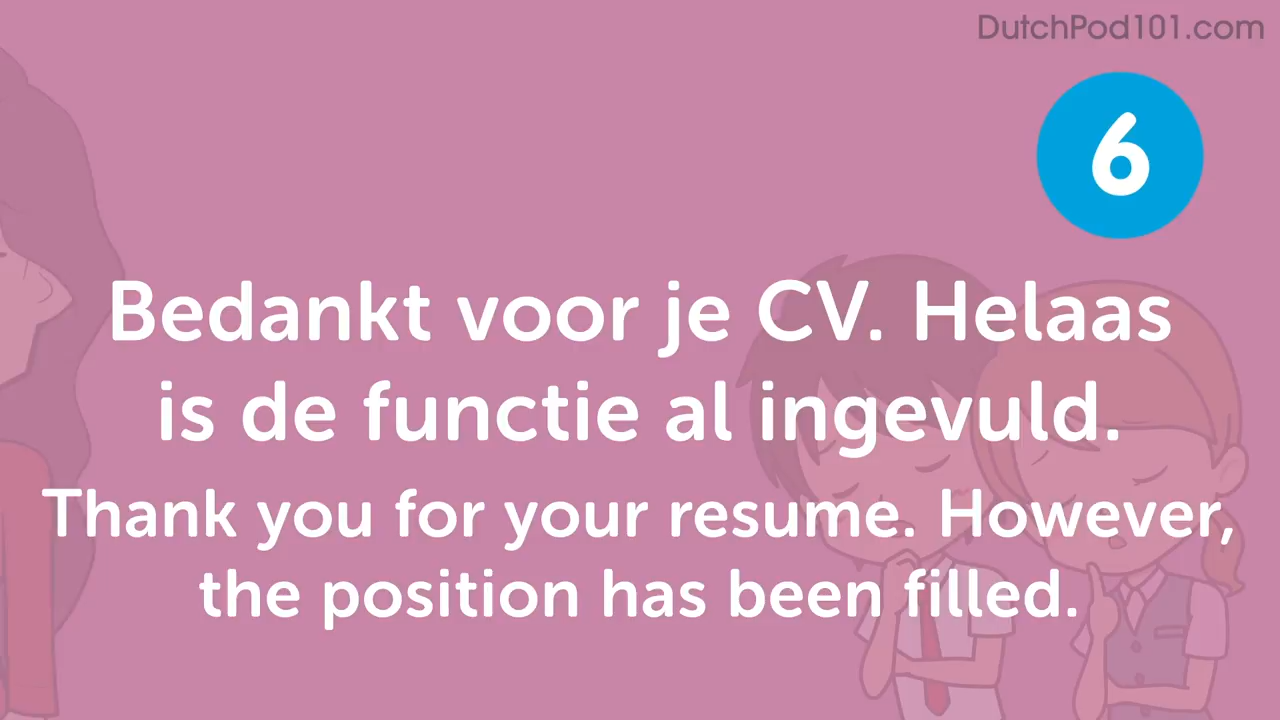 DutchPod101.com
6
Bedankt voor je CV. Helaas
is de functie al ingevuld.
Thank you for your resume. However,
the position has been filled.